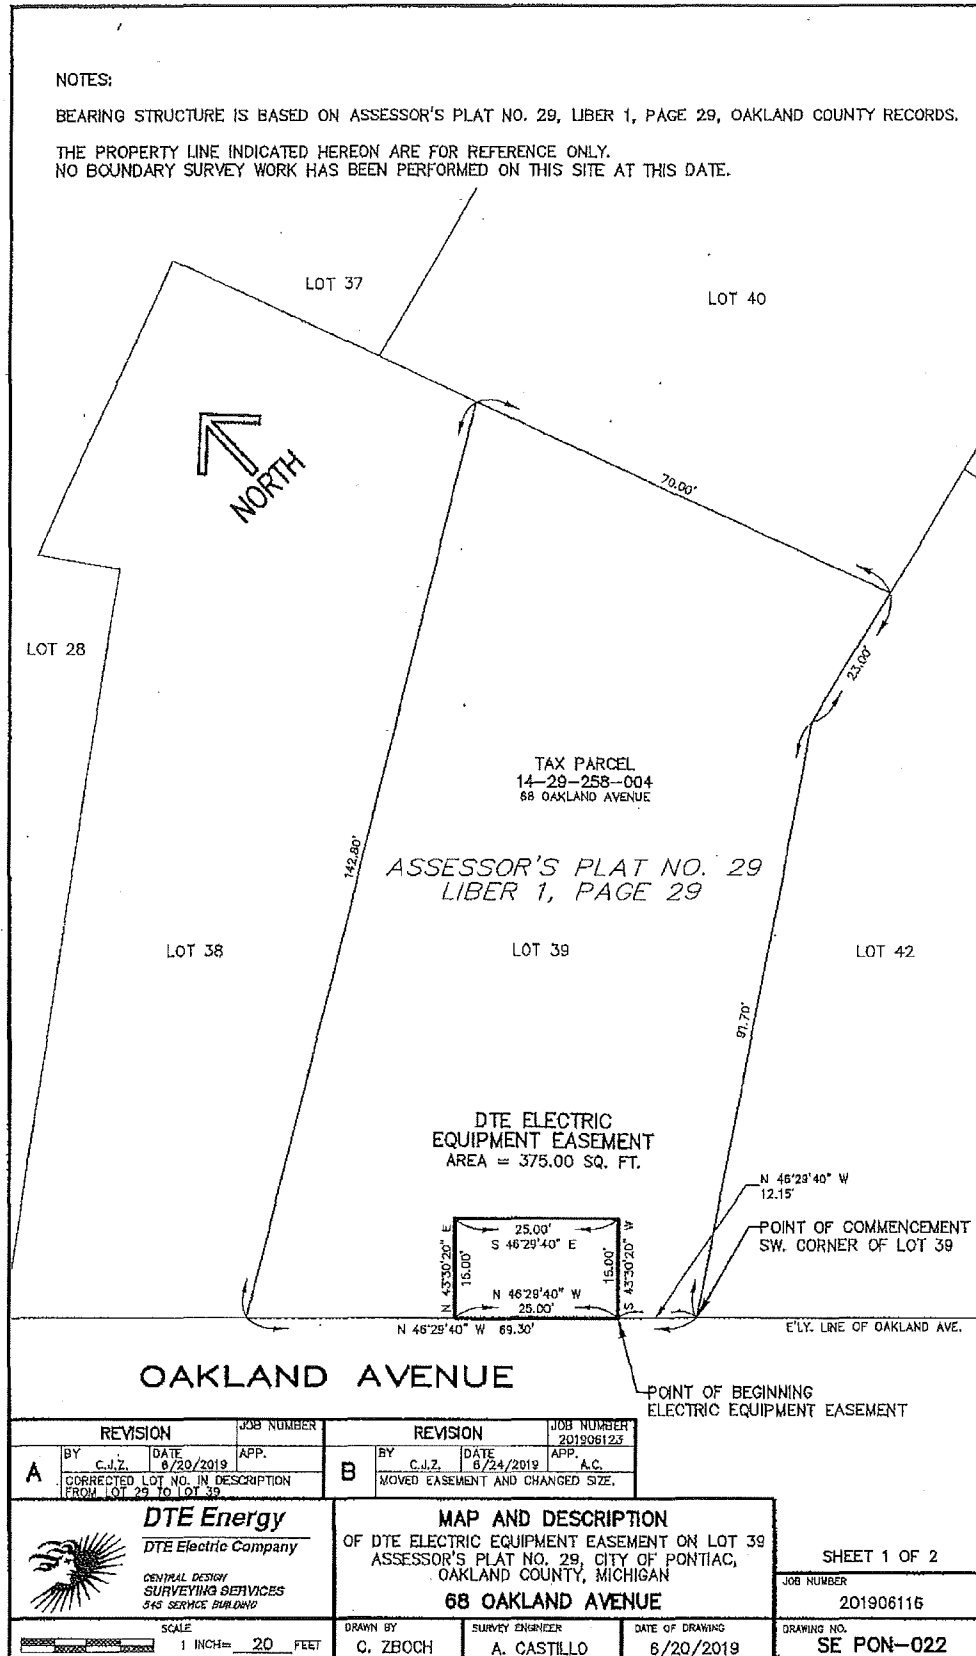 NOTES:
BEARING STRUCTURE IS BASED ON ASSESSOR'S PLAT NO. 29, LIBER 1, PAGE 29, OAKLAND COUNTY RECORDS.
THE PROPERTY LINE INDICATED HEREON ARE FOR REFERENCE ONLY.
NO BOUNDARY SURVEY WORK HAS BEEN PERFORMED ON THIS SITE AT THIS DATE.
LOT 37
LOT 40
NORTH
70.00'
LOT 28
23.00'
TAX PARCEL
14-29-258-004
68 OAKLAND AVENUE
142.80'
ASSESSOR'S PLAT NO. 29
LIBER 1, PAGE 29
LOT 38
LOT 39
LOT 42
91.70'
DTE ELECTRIC
EQUIPMENT EASEMENT
AREA = 375.00 SQ. FT.
N 46°29'40" W
12.15'
POINT OF COMMENCEMENT
SW. CORNER OF LOT 39
N 43°30'20" E
15.00'
25.00'
S 46°29'40" E
15.00'
S 43°30'20" W
N 46°29'40" W
25.00'
N 46°29'40" W 69.30'
E'LY. LINE OF OAKLAND AVE.
OAKLAND AVENUE
POINT OF BEGINNING
ELECTRIC EQUIPMENT EASEMENT
REVISION
JOB NUMBER
A
BY C.J.Z.
DATE 6/20/2019
APP.
CORRECTED LOT NO. IN DESCRIPTION
FROM LOT 29 TO LOT 39
REVISION
JOB NUMBER
201906123
B
BY C.J.Z.
DATE 6/24/2019
APP. A.C.
MOVED EASEMENT AND CHANGED SIZE.
DTE Energy
DTE Electric Company
CENTRAL DESIGN
SURVEYING SERVICES
545 SERVICE BUILDING
MAP AND DESCRIPTION
OF DTE ELECTRIC EQUIPMENT EASEMENT ON LOT 39
ASSESSOR'S PLAT NO. 29, CITY OF PONTIAC,
OAKLAND COUNTY, MICHIGAN
68 OAKLAND AVENUE
SHEET 1 OF 2
JOB NUMBER
201906116
SCALE
1 INCH= 20 FEET
DRAWN BY
C. ZBOCH
SURVEY ENGINEER
A. CASTILLO
DATE OF DRAWING
6/20/2019
DRAWING NO.
SE PON-022